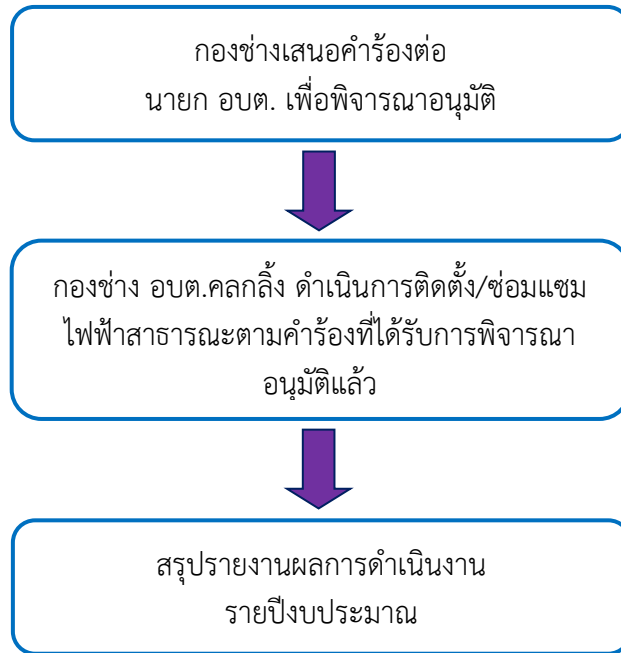 กองช่างเสนอคำร้องต่อ
นายก อบต. เพื่อพิจารณาอนุมัติ
กองช่าง อบต.คลกลิ้ง ดำเนินการติดตั้ง/ซ่อมแซม
ไฟฟ้าสาธารณะตามคำร้องที่ได้รับการพิจารณา
อนุมัติแล้ว
สรุปรายงานผลการดำเนินงาน
รายปีงบประมาณ